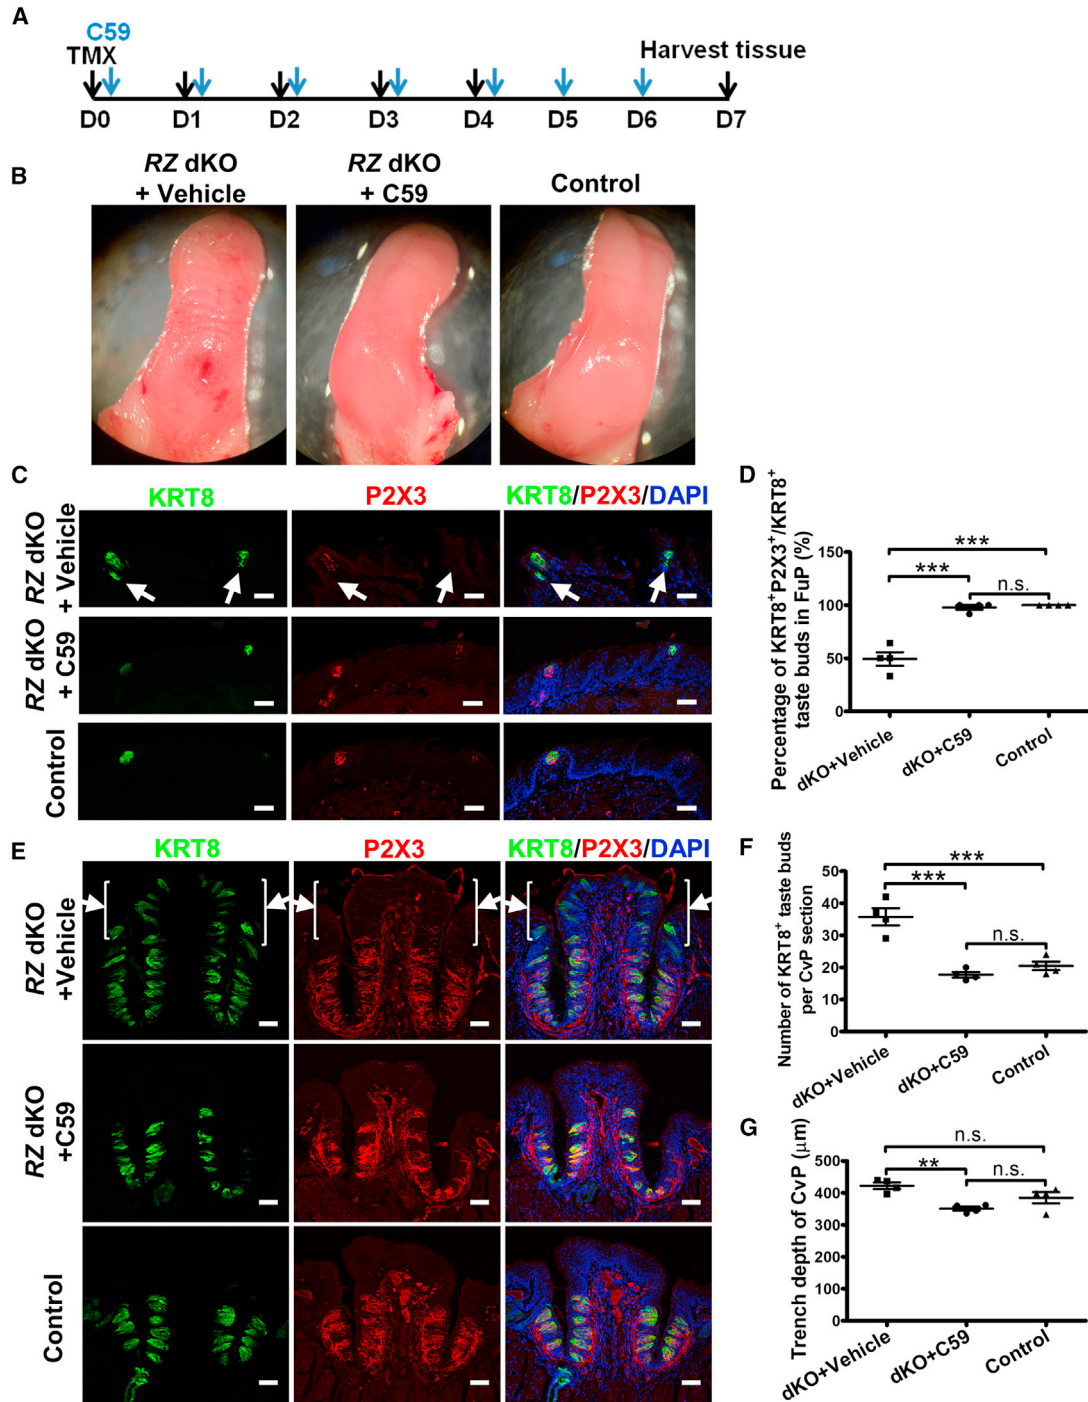 A
C59
TMX
Harvest tissue
D0 D1 D2 D3 D4 D5 D6 D7
B
RZ dKO
+ Vehicle
RZ dKO
+ C59
Control
C
KRT8 P2X3 KRT8/P2X3/DAPI
RZ dKO
+ Vehicle
RZ dKO
+ C59
Control
D
Percentage of KRT8⁺P2X3⁺/KRT8⁺
taste buds in FuP (%)
150
100
50
0
***
***
n.s.
dKO+Vehicle
dKO+C59
Control
E
KRT8 P2X3 KRT8/P2X3/DAPI
RZ dKO
+Vehicle
RZ dKO
+C59
Control
F
Number of KRT8⁺ taste buds
per CvP section
50
40
30
20
10
0
***
***
n.s.
dKO+Vehicle
dKO+C59
Control
G
Trench depth of CvP (μm)
500
400
300
200
100
0
n.s.
**
n.s.
dKO+Vehicle
dKO+C59
Control